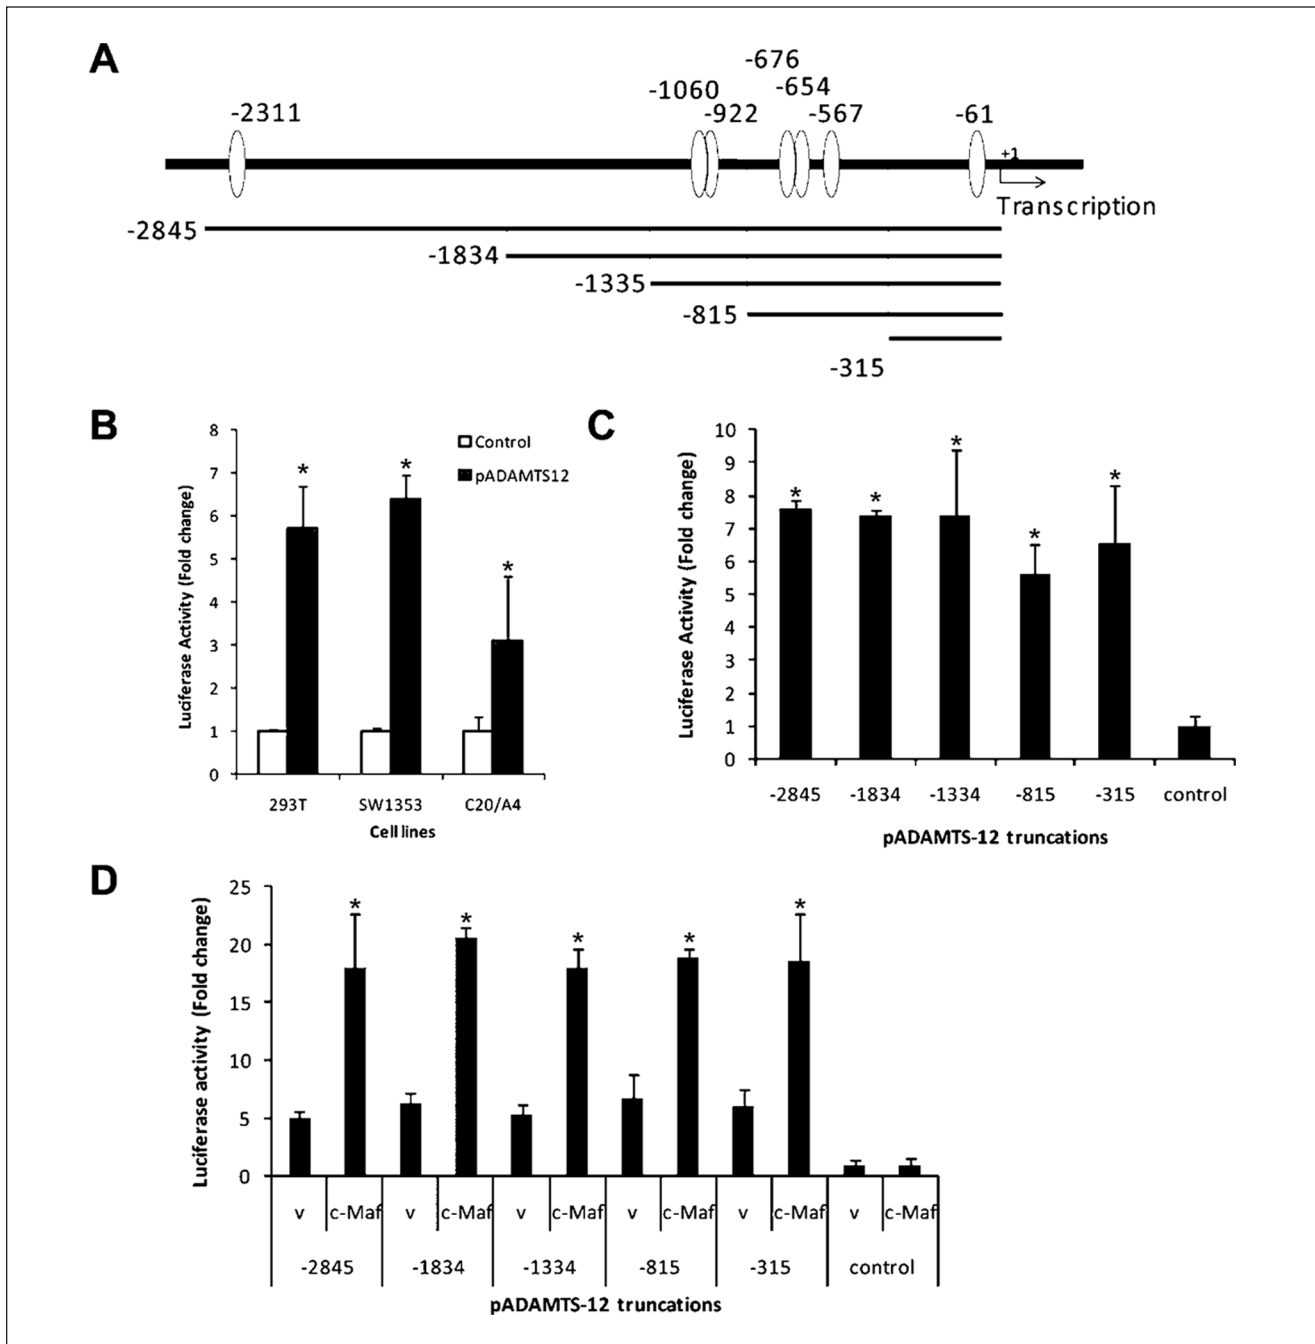 A
-676
-1060
-654
-2311
-922
-567
-61
+1
Transcription
-2845
-1834
-1335
-815
-315
B
8
7
6
5
4
3
2
1
0
Luciferase Activity (Fold change)
Control
pADAMTS12
*
*
*
293T
SW1353
C20/A4
Cell lines
C
10
9
8
7
6
5
4
3
2
1
0
Luciferase Activity (Fold change)
*
*
*
*
*
-2845
-1834
-1334
-815
-315
control
pADAMTS-12 truncations
D
25
20
15
10
5
0
Luciferase activity (Fold change)
*
*
*
*
*
v
c-Maf
v
c-Maf
v
c-Maf
v
c-Maf
v
c-Maf
v
c-Maf
-2845
-1834
-1334
-815
-315
control
pADAMTS-12 truncations